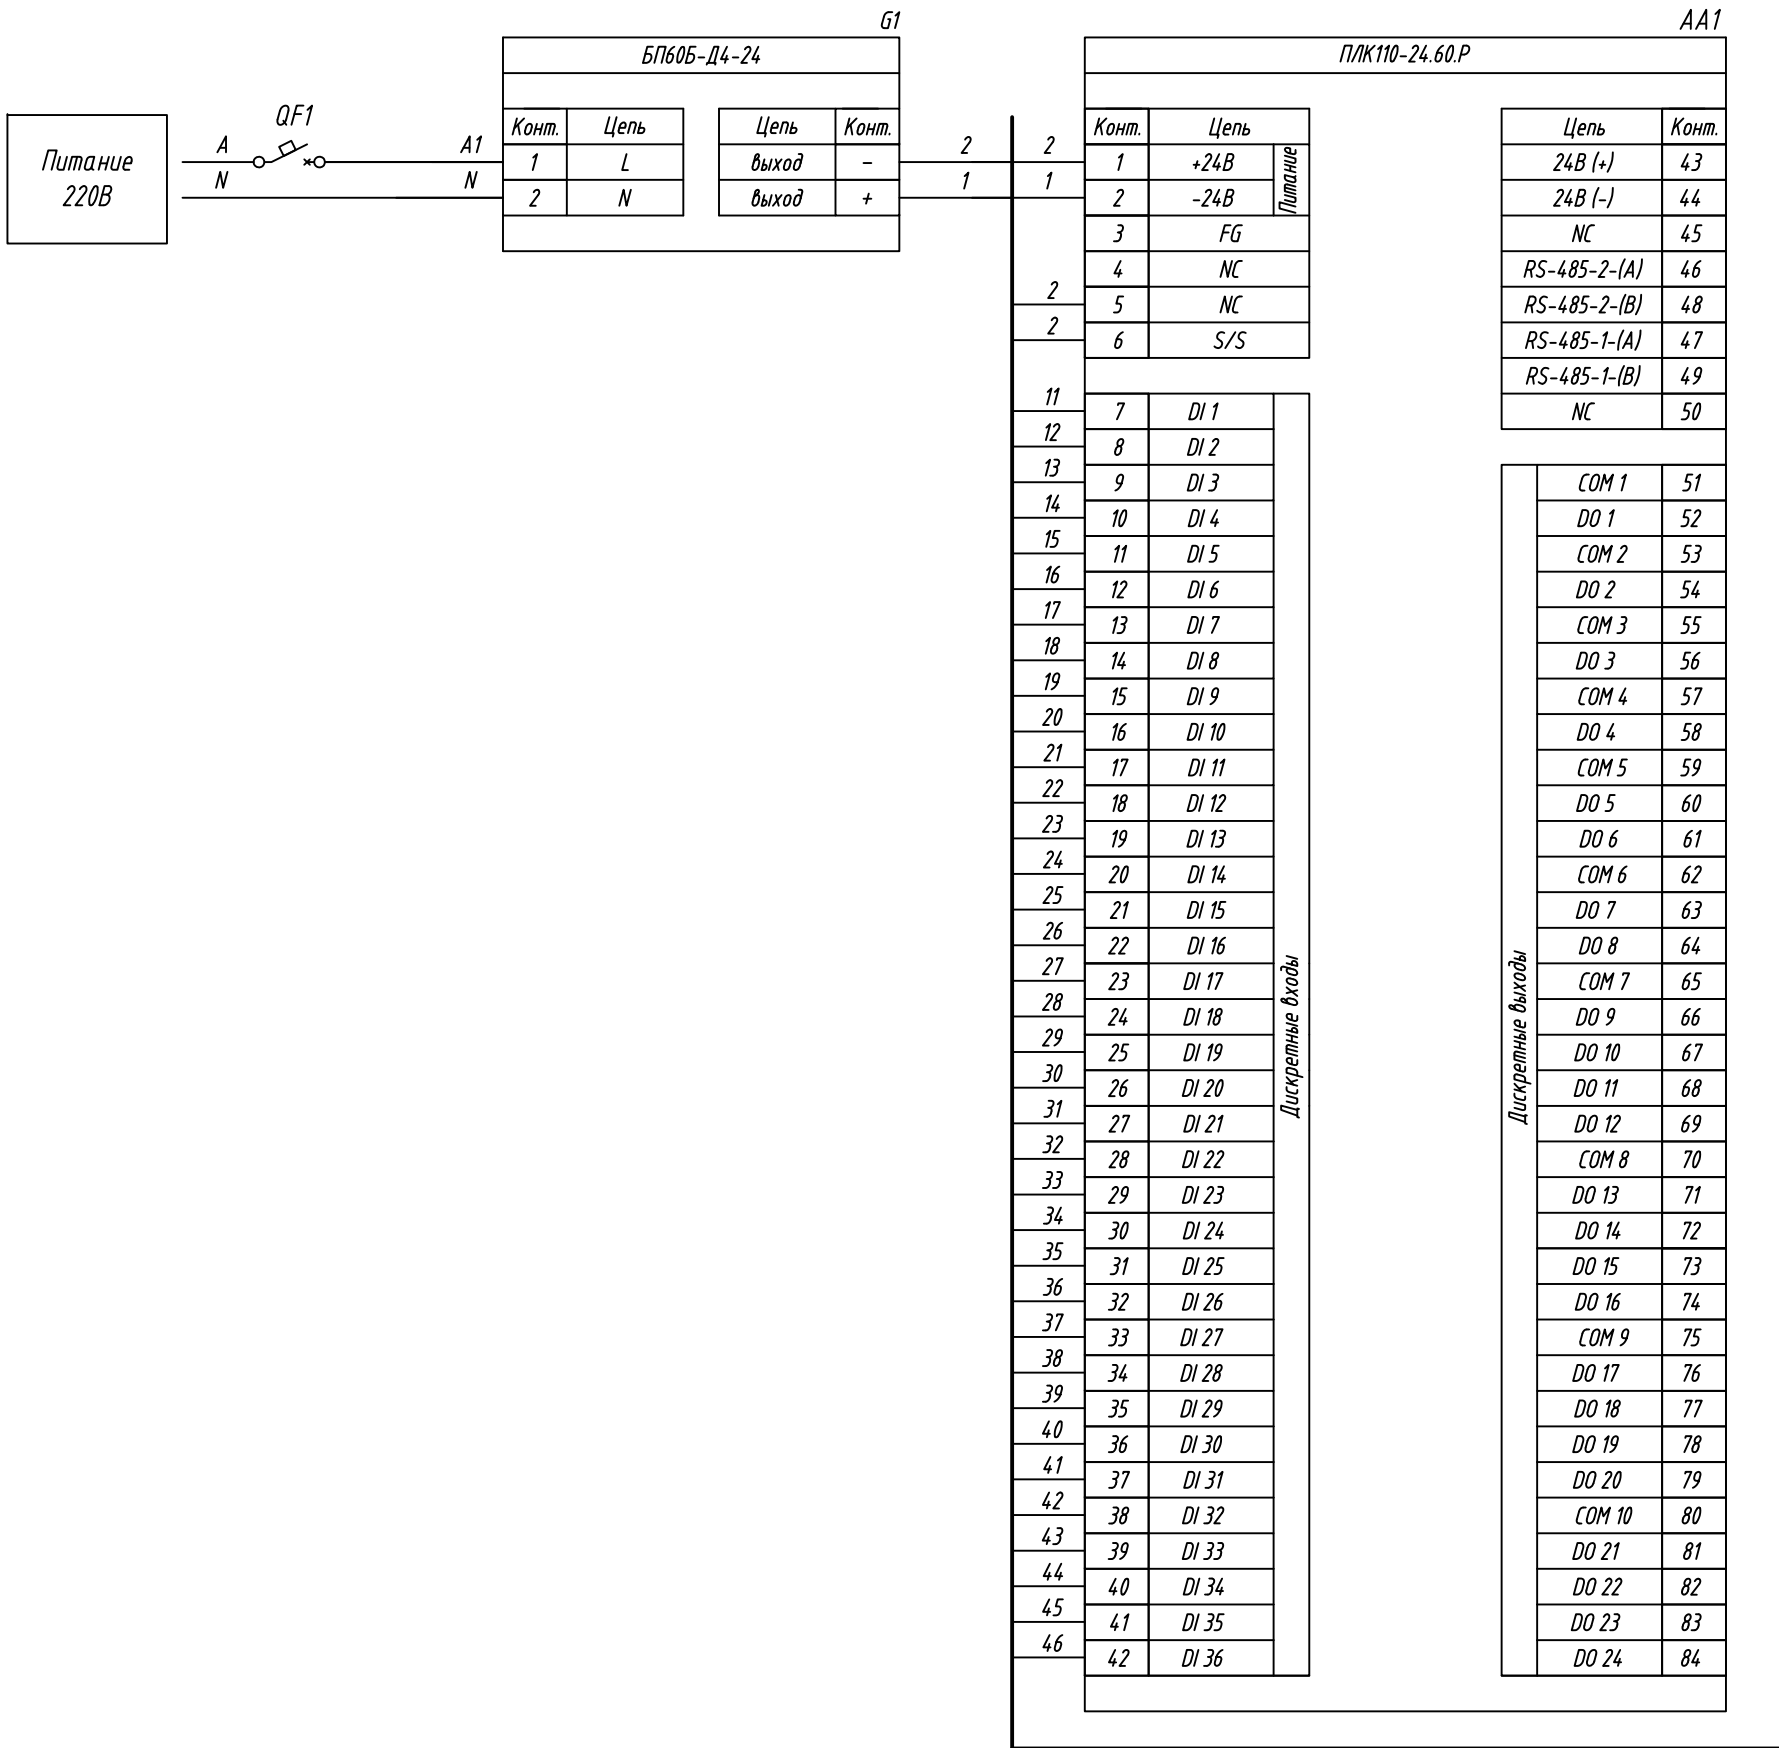 G1
БП60Б-Д4-24
Питание
220В
A
QF1
A1
N
N
Конт. Цепь
1 L
2 N
Цепь Конт.
выход -
выход +
2
1
AA1
ПЛК110-24.60.Р
Конт. Цепь
2 1 +24В
1 2 -24В
Питание
3 FG
4 NC
2 5 NC
2 6 S/S
11 7 DI 1
12 8 DI 2
13 9 DI 3
14 10 DI 4
15 11 DI 5
16 12 DI 6
17 13 DI 7
18 14 DI 8
19 15 DI 9
20 16 DI 10
21 17 DI 11
22 18 DI 12
23 19 DI 13
24 20 DI 14
25 21 DI 15
26 22 DI 16
27 23 DI 17
28 24 DI 18
29 25 DI 19
30 26 DI 20
31 27 DI 21
32 28 DI 22
33 29 DI 23
34 30 DI 24
35 31 DI 25
36 32 DI 26
37 33 DI 27
38 34 DI 28
39 35 DI 29
40 36 DI 30
41 37 DI 31
42 38 DI 32
43 39 DI 33
44 40 DI 34
45 41 DI 35
46 42 DI 36
Дискретные входы
Цепь Конт.
24В (+) 43
24В (-) 44
NC 45
RS-485-2-(A) 46
RS-485-2-(B) 48
RS-485-1-(A) 47
RS-485-1-(B) 49
NC 50
COM 1 51
DO 1 52
COM 2 53
DO 2 54
COM 3 55
DO 3 56
COM 4 57
DO 4 58
COM 5 59
DO 5 60
DO 6 61
COM 6 62
DO 7 63
DO 8 64
COM 7 65
DO 9 66
DO 10 67
DO 11 68
DO 12 69
COM 8 70
DO 13 71
DO 14 72
DO 15 73
DO 16 74
COM 9 75
DO 17 76
DO 18 77
DO 19 78
DO 20 79
COM 10 80
DO 21 81
DO 22 82
DO 23 83
DO 24 84
Дискретные выходы